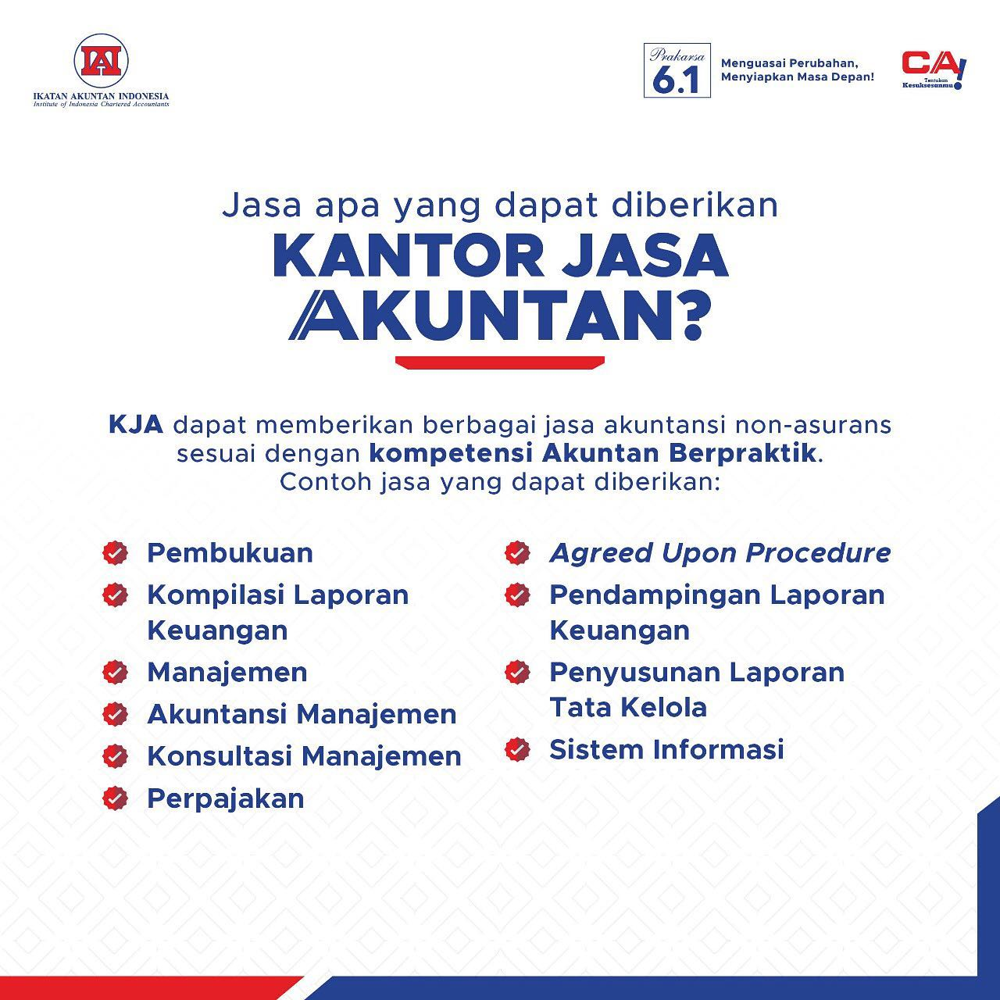 IAI
IKATAN AKUNTAN INDONESIA
Institute of Indonesia Chartered Accountants
Prakarsa
6.1
Menguasai Perubahan,
Menyiapkan Masa Depan!
CA!
Tentukan
Kesuksesanmu
Jasa apa yang dapat diberikan
KANTOR JASA
AKUNTAN?
KJA dapat memberikan berbagai jasa akuntansi non-asurans
sesuai dengan kompetensi Akuntan Berpraktik.
Contoh jasa yang dapat diberikan:
Pembukuan
Kompilasi Laporan
Keuangan
Manajemen
Akuntansi Manajemen
Konsultasi Manajemen
Perpajakan
Agreed Upon Procedure
Pendampingan Laporan
Keuangan
Penyusunan Laporan
Tata Kelola
Sistem Informasi